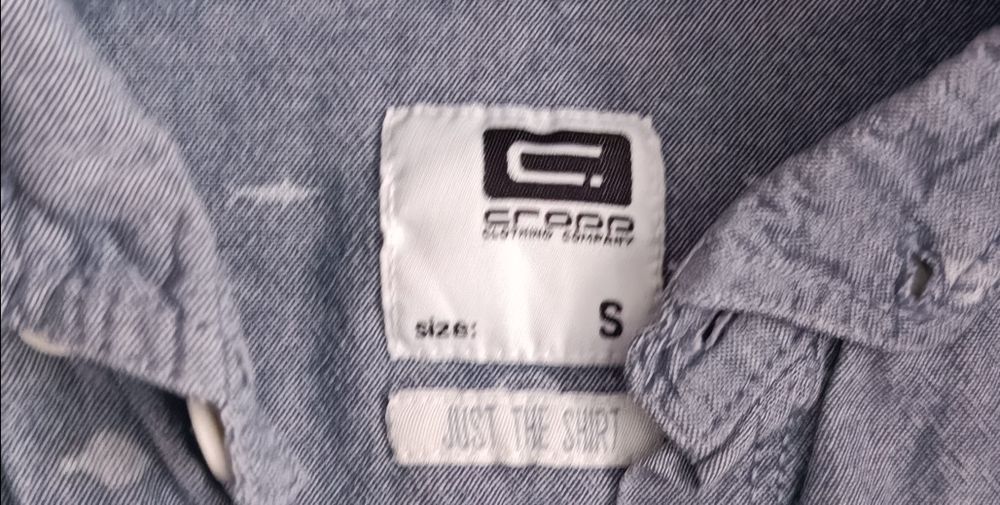 cropp
CLOTHING COMPANY
size: S
JUST THE SHIRT